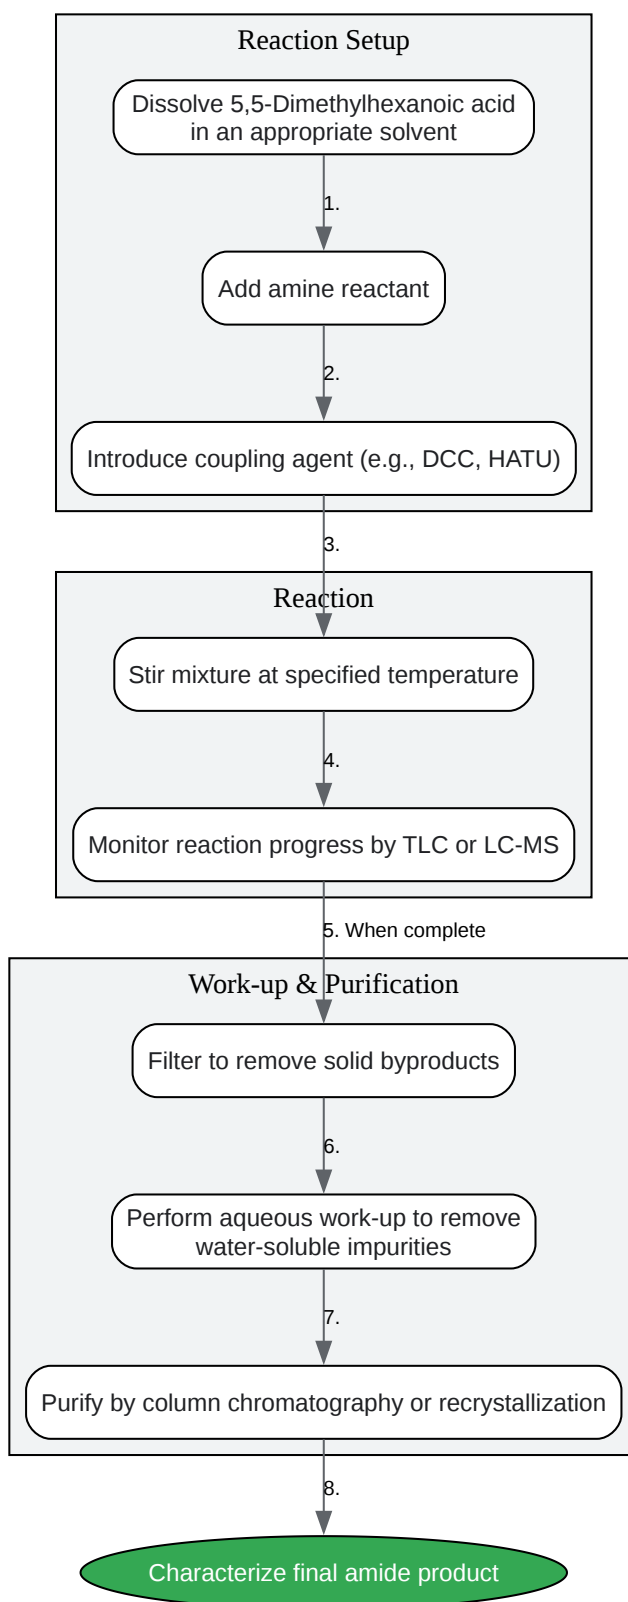 Reaction Setup
Dissolve 5,5-Dimethylhexanoic acid
in an appropriate solvent
1.
Add amine reactant
2.
Introduce coupling agent (e.g., DCC, HATU)
3.
Reaction
Stir mixture at specified temperature
4.
Monitor reaction progress by TLC or LC-MS
5. When complete
Work-up & Purification
Filter to remove solid byproducts
6.
Perform aqueous work-up to remove
water-soluble impurities
7.
Purify by column chromatography or recrystallization
8.
Characterize final amide product